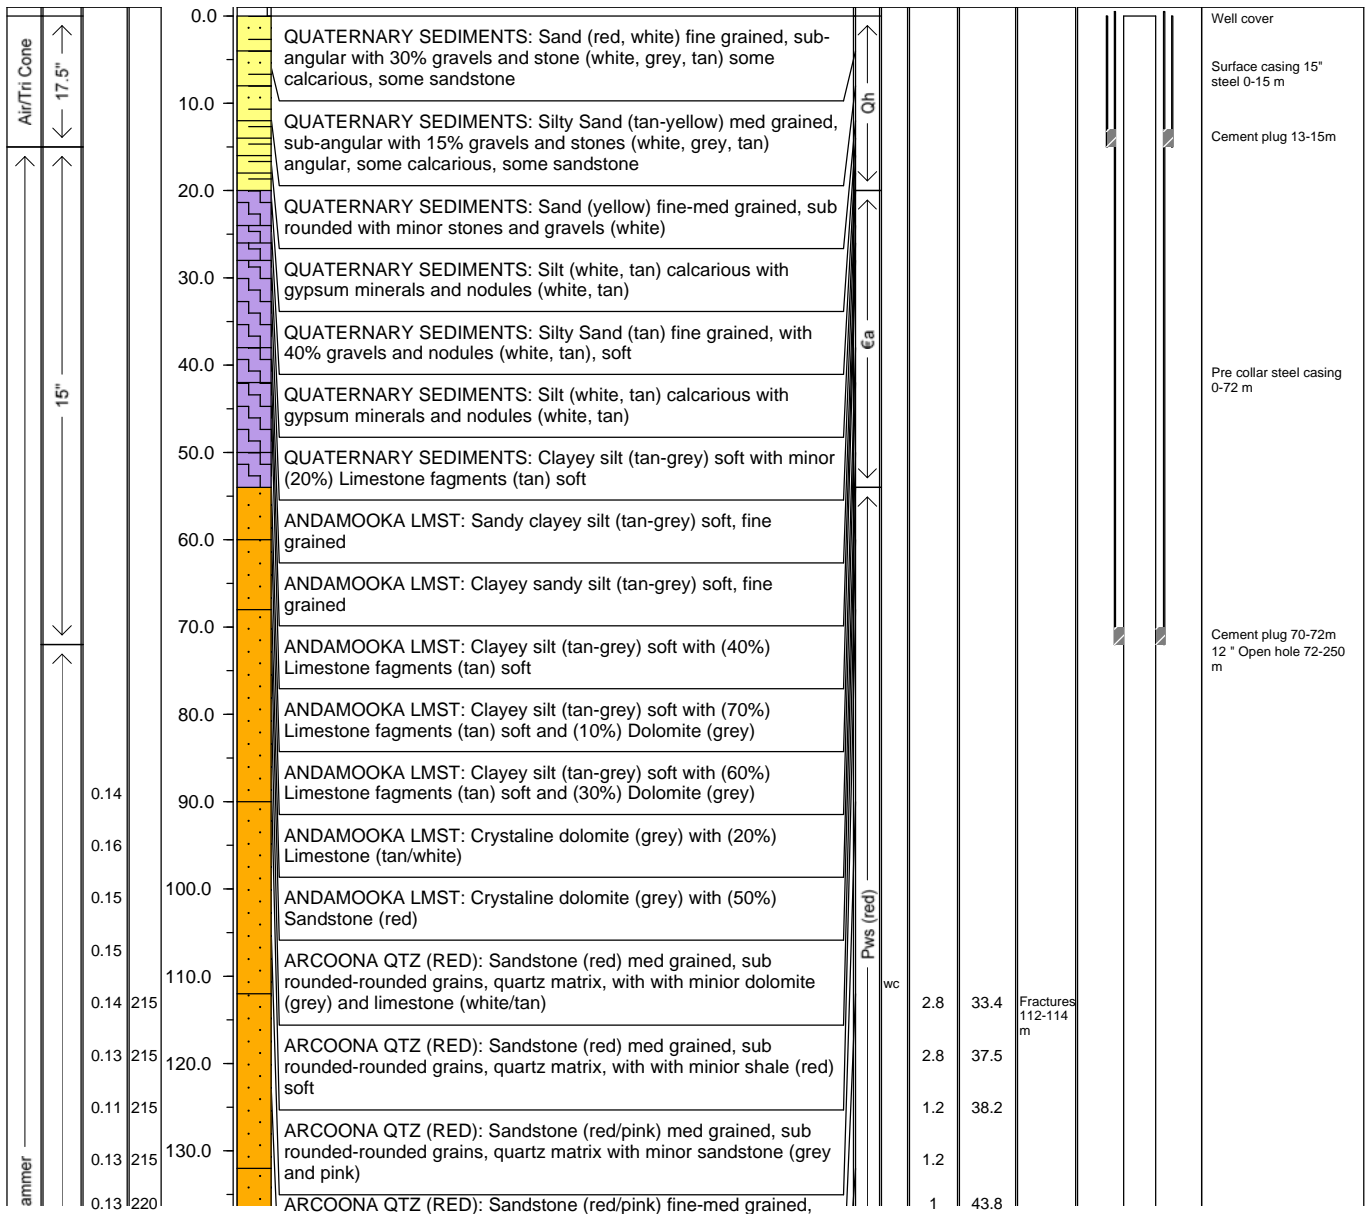 Air/Tri Cone
17.5"
15"
ammer
0.14
0.16
0.15
0.15
0.14 215
0.13 215
0.11 215
0.13 215
0.13 220
0.0
10.0
20.0
30.0
40.0
50.0
60.0
70.0
80.0
90.0
100.0
110.0
120.0
130.0
QUATERNARY SEDIMENTS: Sand (red, white) fine grained, sub-
angular with 30% gravels and stone (white, grey, tan) some
calcarious, some sandstone
QUATERNARY SEDIMENTS: Silty Sand (tan-yellow) med grained,
sub-angular with 15% gravels and stones (white, grey, tan)
angular, some calcarious, some sandstone
QUATERNARY SEDIMENTS: Sand (yellow) fine-med grained, sub
rounded with minor stones and gravels (white)
QUATERNARY SEDIMENTS: Silt (white, tan) calcarious with
gypsum minerals and nodules (white, tan)
QUATERNARY SEDIMENTS: Silty Sand (tan) fine grained, with
40% gravels and nodules (white, tan), soft
QUATERNARY SEDIMENTS: Silt (white, tan) calcarious with
gypsum minerals and nodules (white, tan)
QUATERNARY SEDIMENTS: Clayey silt (tan-grey) soft with minor
(20%) Limestone fagments (tan) soft
ANDAMOOKA LMST: Sandy clayey silt (tan-grey) soft, fine
grained
ANDAMOOKA LMST: Clayey sandy silt (tan-grey) soft, fine
grained
ANDAMOOKA LMST: Clayey silt (tan-grey) soft with (40%)
Limestone fagments (tan) soft
ANDAMOOKA LMST: Clayey silt (tan-grey) soft with (70%)
Limestone fagments (tan) soft and (10%) Dolomite (grey)
ANDAMOOKA LMST: Clayey silt (tan-grey) soft with (60%)
Limestone fagments (tan) soft and (30%) Dolomite (grey)
ANDAMOOKA LMST: Crystaline dolomite (grey) with (20%)
Limestone (tan/white)
ANDAMOOKA LMST: Crystaline dolomite (grey) with (50%)
Sandstone (red)
ARCOONA QTZ (RED): Sandstone (red) med grained, sub
rounded-rounded grains, quartz matrix, with with minior dolomite
(grey) and limestone (white/tan)
ARCOONA QTZ (RED): Sandstone (red) med grained, sub
rounded-rounded grains, quartz matrix, with with minior shale (red)
soft
ARCOONA QTZ (RED): Sandstone (red/pink) med grained, sub
rounded-rounded grains, quartz matrix with minor sandstone (grey
and pink)
ARCOONA QTZ (RED): Sandstone (red/pink) fine-med grained,
Qh
€a
Pws (red)
wc
2.8 33.4
2.8 37.5
1.2 38.2
1.2
1 43.8
Fractures
112-114
m
Well cover
Surface casing 15"
steel 0-15 m
Cement plug 13-15m
Pre collar steel casing
0-72 m
Cement plug 70-72m
12 " Open hole 72-250
m